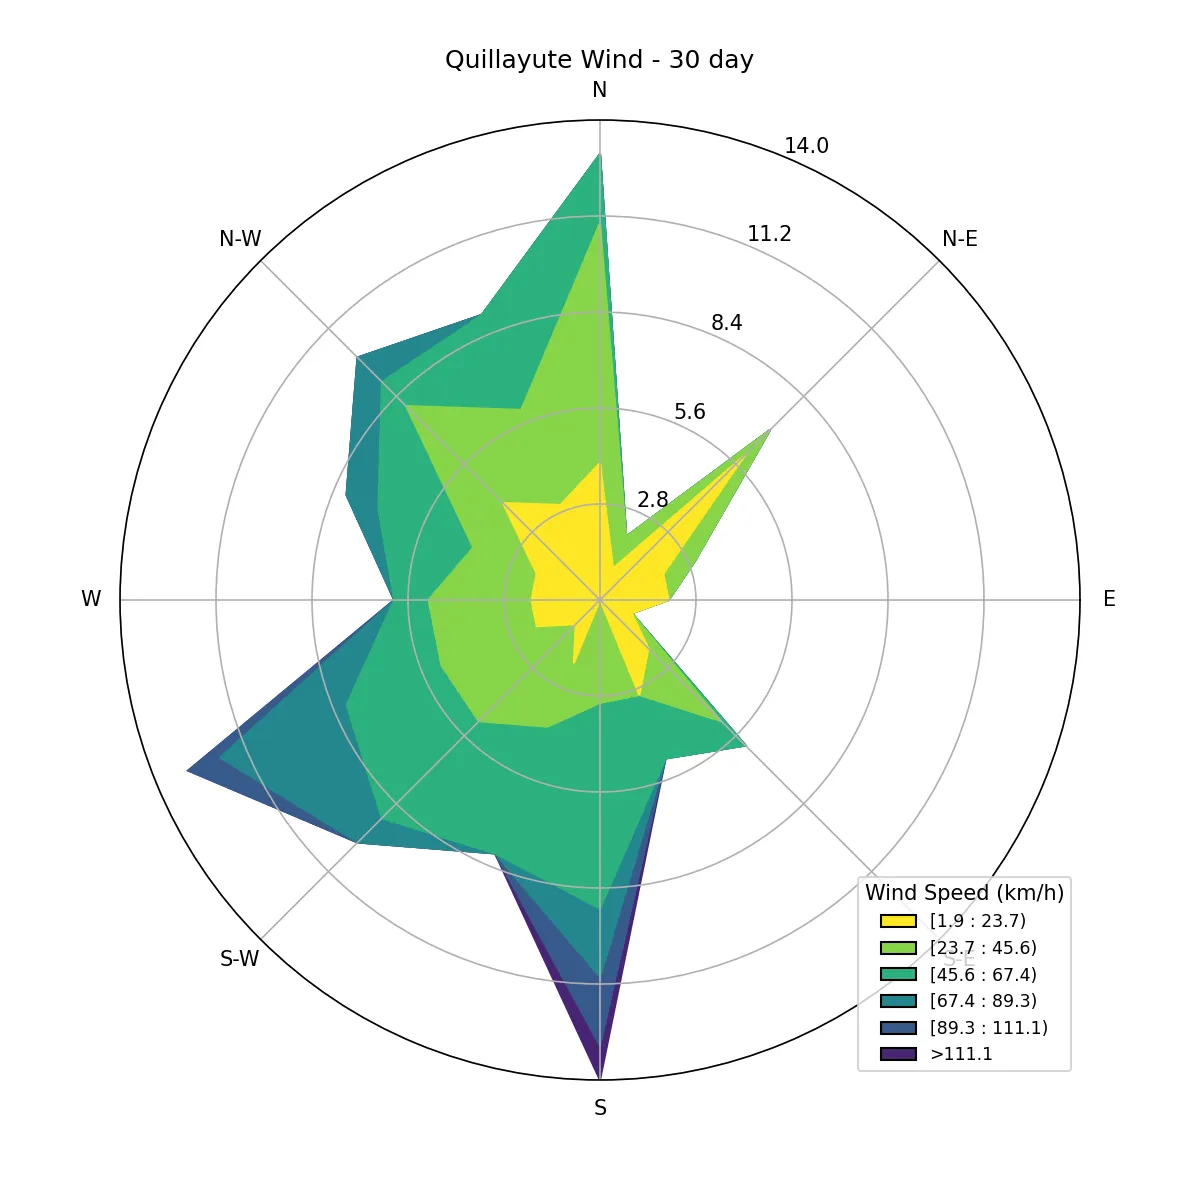 Quillayute Wind - 30 day
N
14.0
N-W
11.2
N-E
8.4
5.6
2.8
W
E
S-W
S-E
S
Wind Speed (km/h)
[1.9 : 23.7)
[23.7 : 45.6)
[45.6 : 67.4)
[67.4 : 89.3)
[89.3 : 111.1)
>111.1